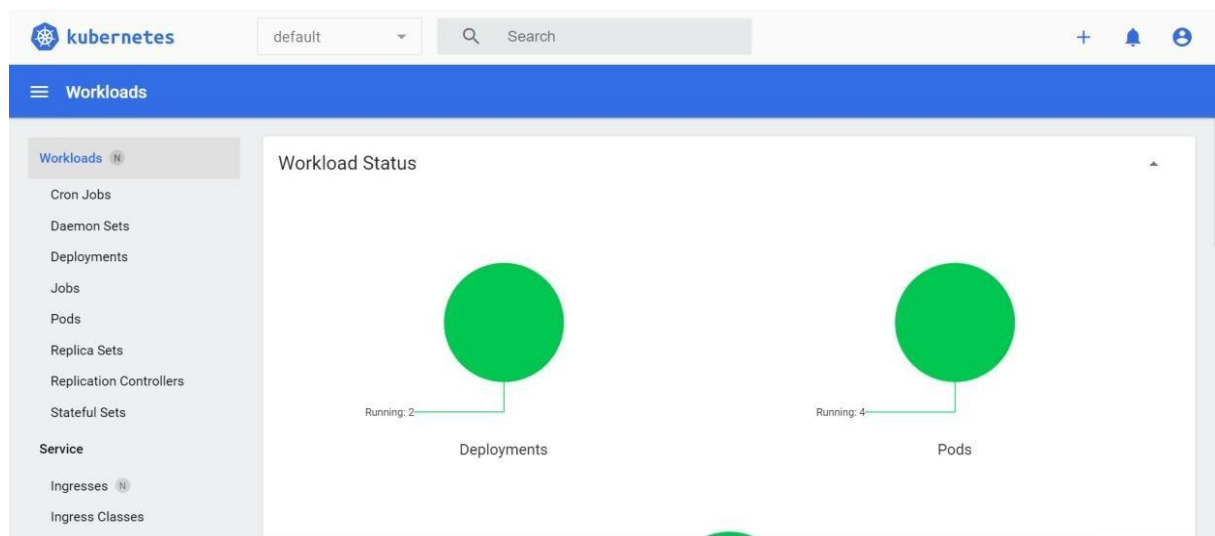 kubernetes
default
Search
Workloads
Workloads N
Cron Jobs
Daemon Sets
Deployments
Jobs
Pods
Replica Sets
Replication Controllers
Stateful Sets
Service
Ingresses N
Ingress Classes
Workload Status
Running: 2
Deployments
Running: 4
Pods